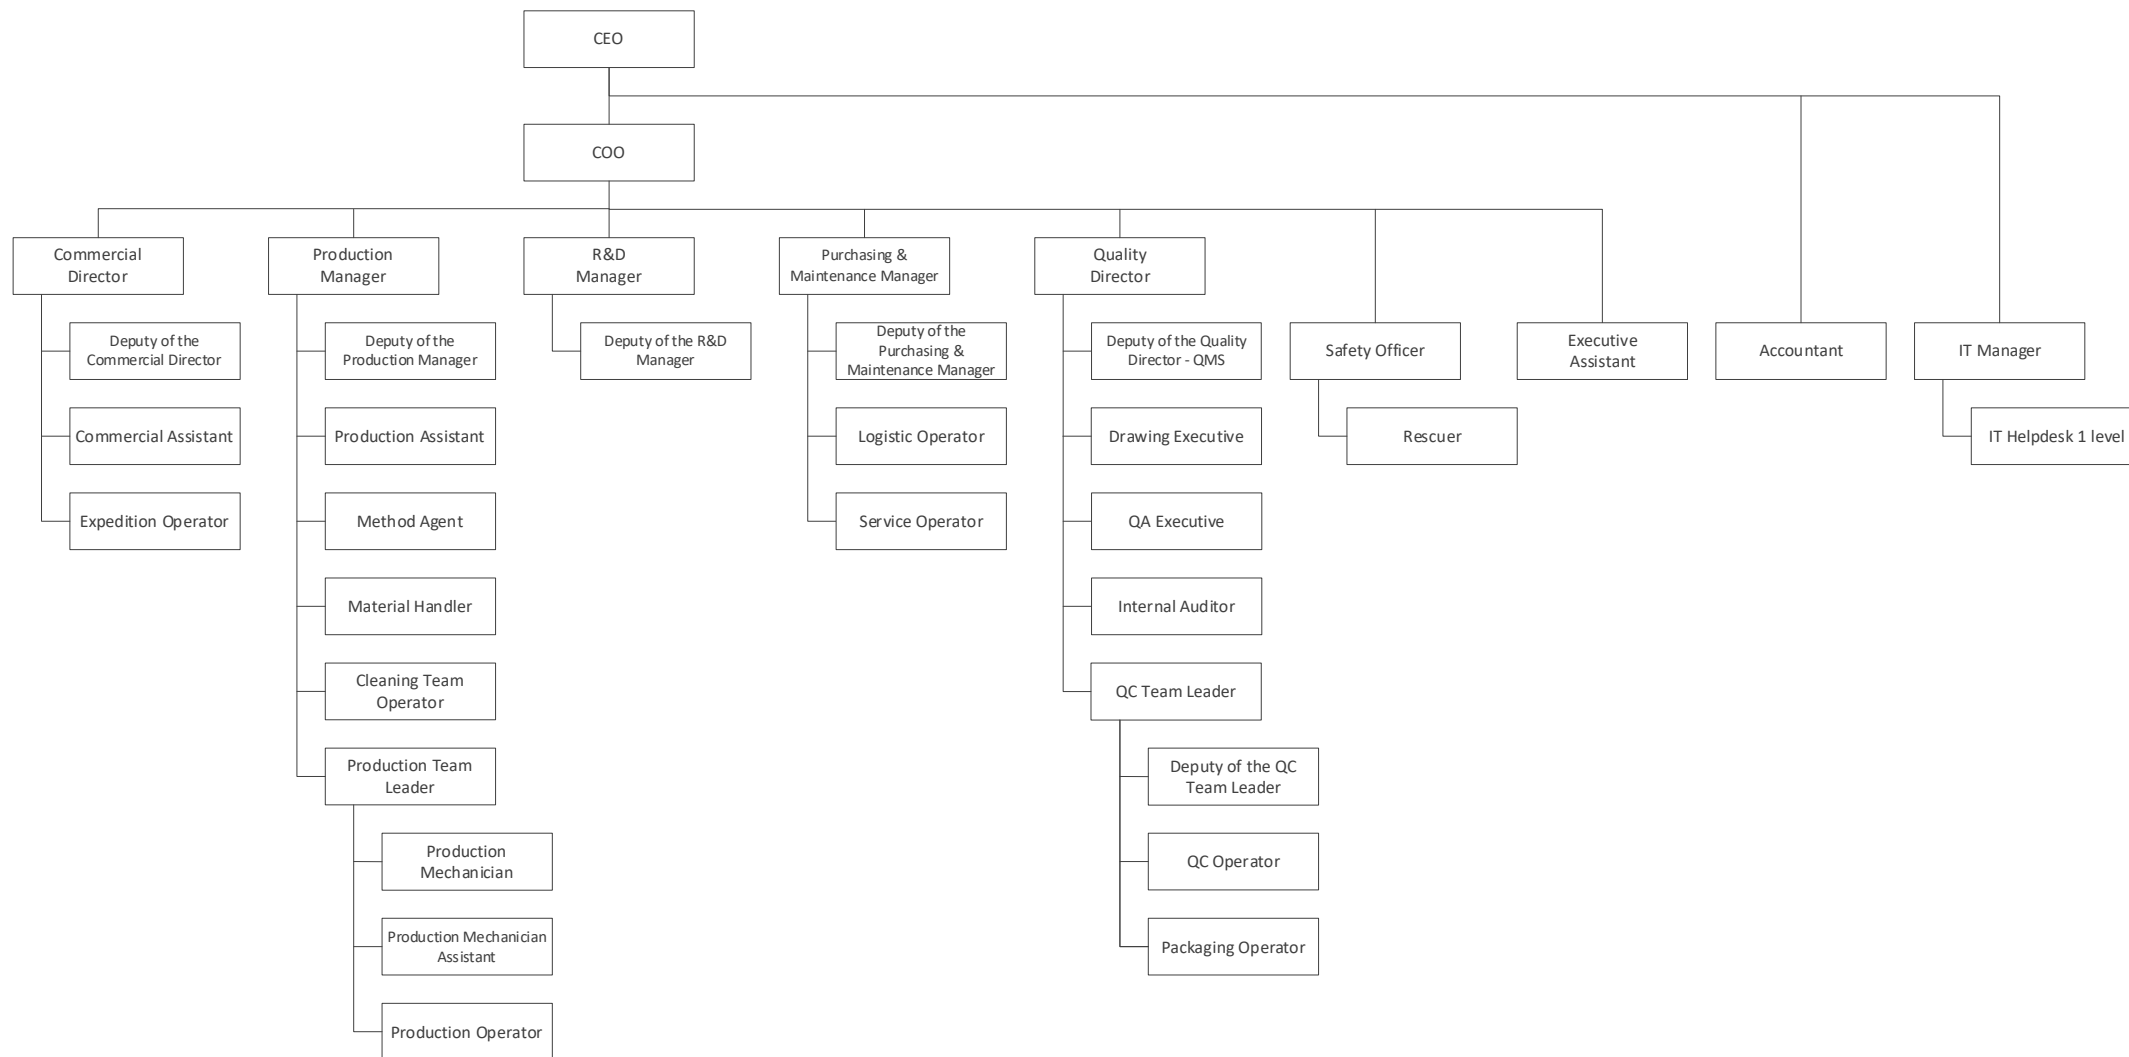 CEO
COO
Commercial
Director
Production
Manager
R&D
Manager
Purchasing &
Maintenance Manager
Quality
Director
Deputy of the
Commercial Director
Deputy of the
Production Manager
Deputy of the R&D
Manager
Deputy of the
Purchasing &
Maintenance Manager
Deputy of the Quality
Director - QMS
Safety Officer
Executive
Assistant
Accountant
IT Manager
Commercial Assistant
Production Assistant
Logistic Operator
Drawing Executive
Rescuer
IT Helpdesk 1 level
Expedition Operator
Method Agent
Service Operator
QA Executive
Material Handler
Internal Auditor
Cleaning Team
Operator
QC Team Leader
Production Team
Leader
Deputy of the QC
Team Leader
Production
Mechanician
QC Operator
Production Mechanician
Assistant
Packaging Operator
Production Operator